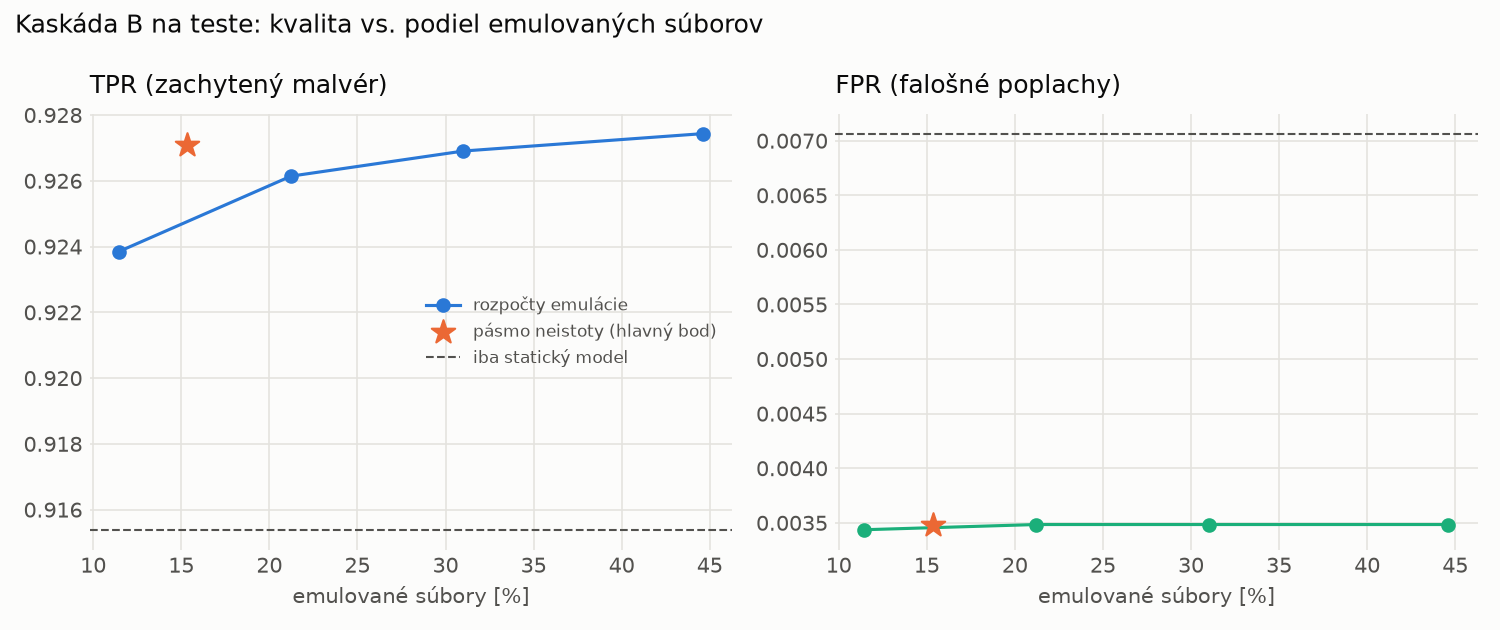 Kaskáda B na teste: kvalita vs. podiel emulovaných súborov
TPR (zachytený malvér)
0.928
0.926
0.924
0.922
0.920
0.918
0.916
rozpočty emulácie
pásmo neistoty (hlavný bod)
iba statický model
10 15 20 25 30 35 40 45
emulované súbory [%]
FPR (falošné poplachy)
0.0070
0.0065
0.0060
0.0055
0.0050
0.0045
0.0040
0.0035
10 15 20 25 30 35 40 45
emulované súbory [%]